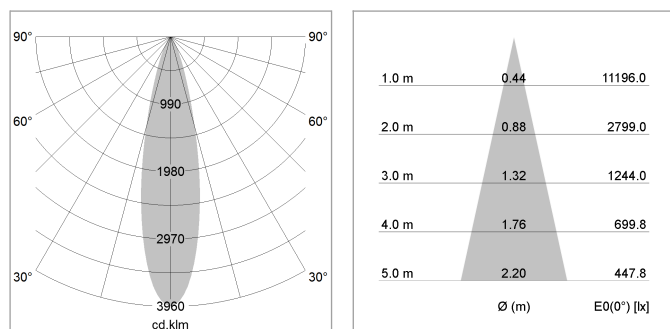 90° 90°
990
60° 60°
1980
2970
30° 30°
3960
cd.klm
1.0 m 0.44 11196.0
2.0 m 0.88 2799.0
3.0 m 1.32 1244.0
4.0 m 1.76 699.8
5.0 m 2.20 447.8
Ø (m) E0(0°) [lx]